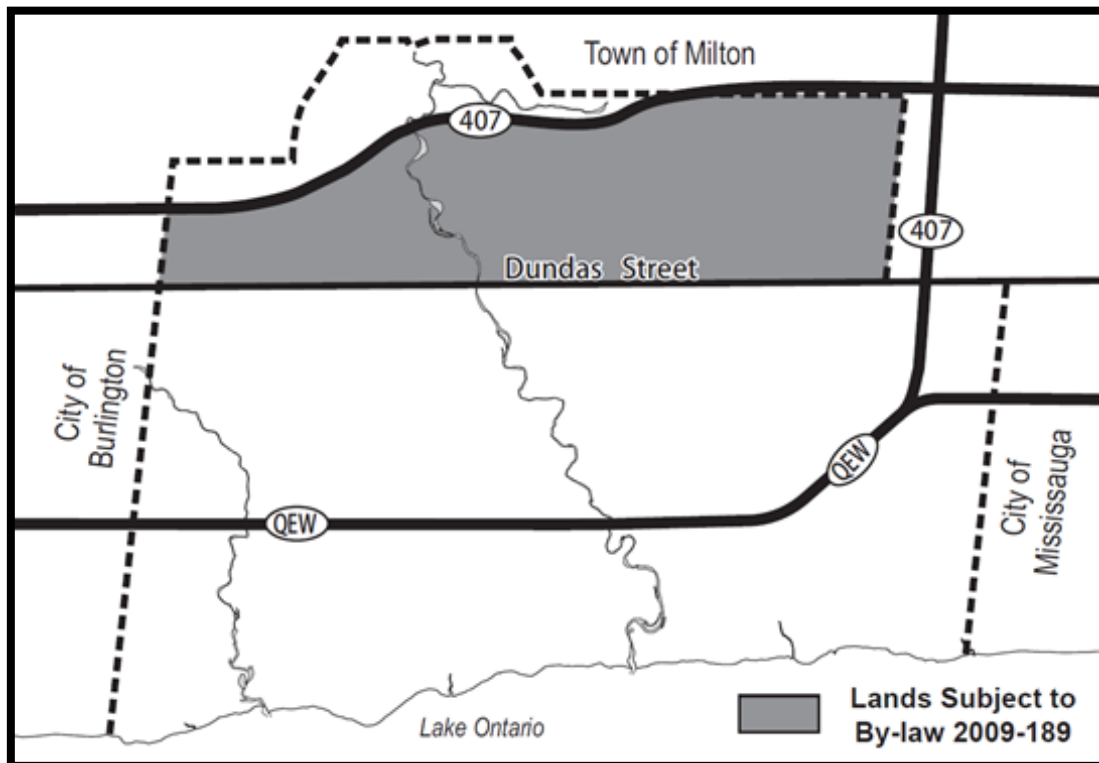 Town of Milton
407
407
Dundas Street
City of
Burlington
QEW
QEW
City of
Mississauga
Lake Ontario
Lands Subject to
By-law 2009-189